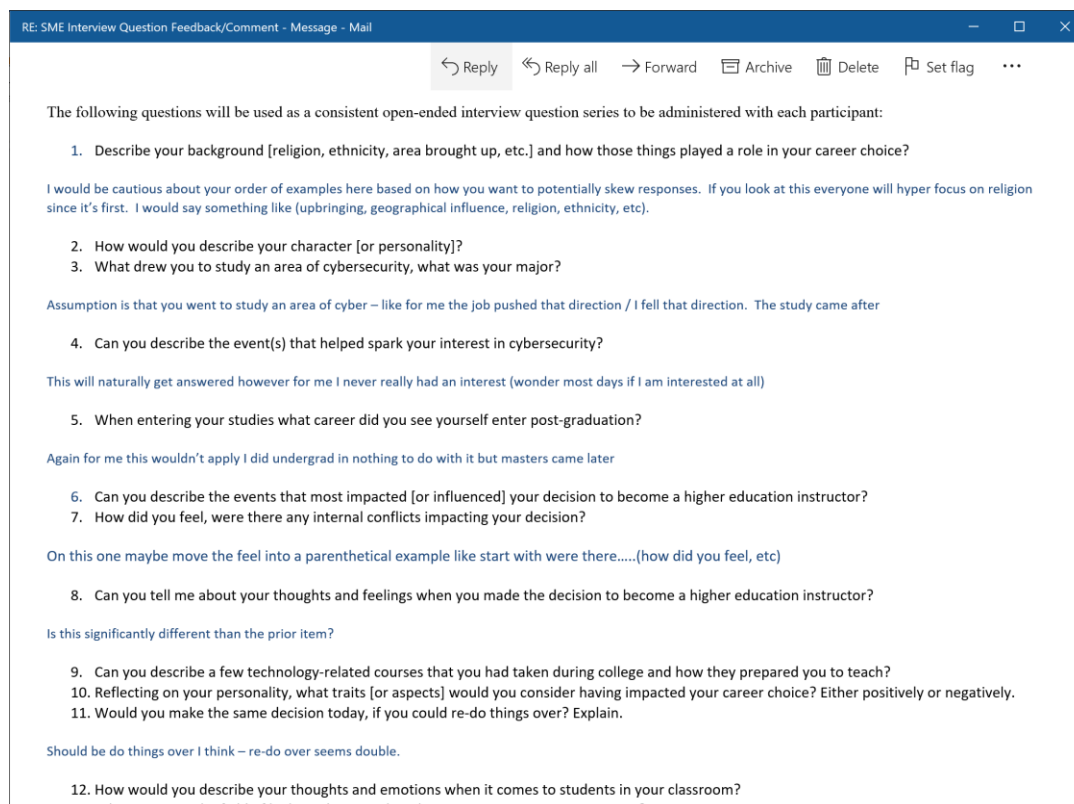 RE: SME Interview Question Feedback/Comment - Message - Mail
Reply Reply all Forward Archive Delete Set flag
The following questions will be used as a consistent open-ended interview question series to be administered with each participant:
1. Describe your background [religion, ethnicity, area brought up, etc.] and how those things played a role in your career choice?
I would be cautious about your order of examples here based on how you want to potentially skew responses. If you look at this everyone will hyper focus on religion
since it's first. I would say something like (upbringing, geographical influence, religion, ethnicity, etc).
2. How would you describe your character [or personality]?
3. What drew you to study an area of cybersecurity, what was your major?
Assumption is that you went to study an area of cyber – like for me the job pushed that direction / I fell that direction. The study came after
4. Can you describe the event(s) that helped spark your interest in cybersecurity?
This will naturally get answered however for me I never really had an interest (wonder most days if I am interested at all)
5. When entering your studies what career did you see yourself enter post-graduation?
Again for me this wouldn't apply I did undergrad in nothing to do with it but masters came later
6. Can you describe the events that most impacted [or influenced] your decision to become a higher education instructor?
7. How did you feel, were there any internal conflicts impacting your decision?
On this one maybe move the feel into a parenthetical example like start with were there…..(how did you feel, etc)
8. Can you tell me about your thoughts and feelings when you made the decision to become a higher education instructor?
Is this significantly different than the prior item?
9. Can you describe a few technology-related courses that you had taken during college and how they prepared you to teach?
10. Reflecting on your personality, what traits [or aspects] would you consider having impacted your career choice? Either positively or negatively.
11. Would you make the same decision today, if you could re-do things over? Explain.
Should be do things over I think – re-do over seems double.
12. How would you describe your thoughts and emotions when it comes to students in your classroom?